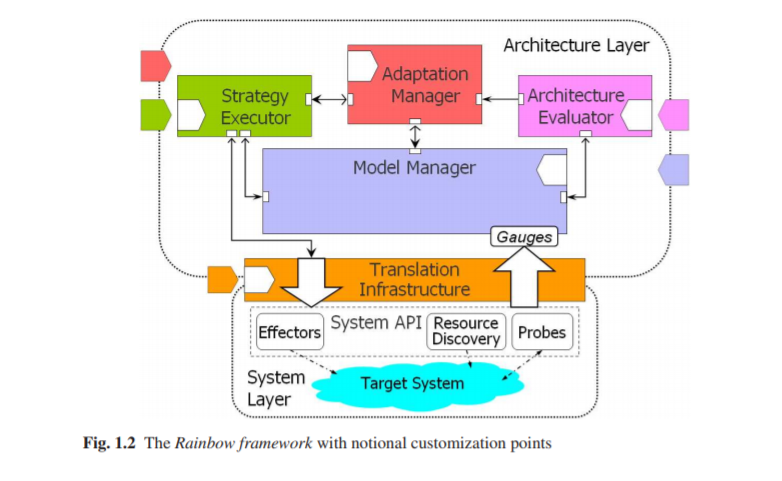 Architecture Layer
Adaptation
Manager
Strategy
Executor
Architecture
Evaluator
Model Manager
Gauges
Translation
Infrastructure
System API
Effectors
Resource
Discovery
Probes
System
Layer
Target System
Fig. 1.2 The Rainbow framework with notional customization points